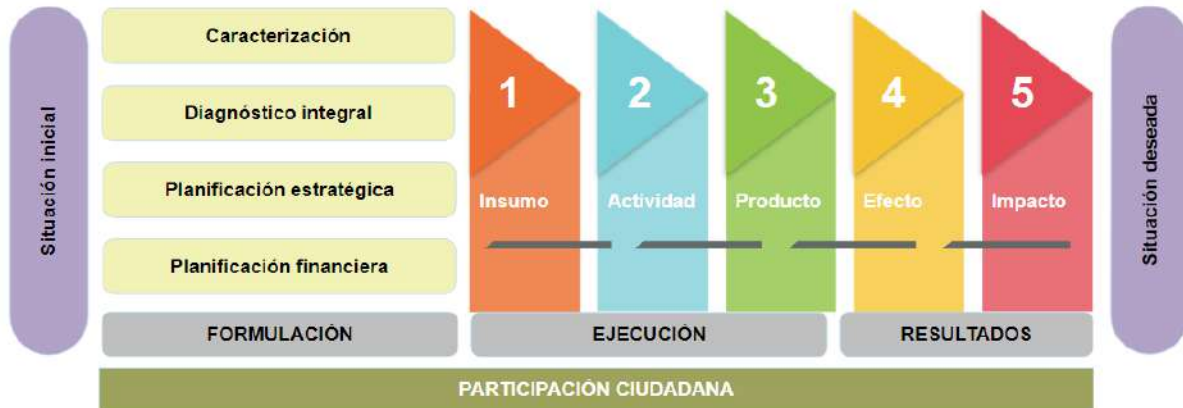 Situación inicial
Caracterización
Diagnóstico integral
Planificación estratégica
Planificación financiera
FORMULACIÓN
1
Insumo
2
Actividad
3
Producto
EJECUCIÓN
4
Efecto
5
Impacto
RESULTADOS
Situación deseada
PARTICIPACIÓN CIUDADANA